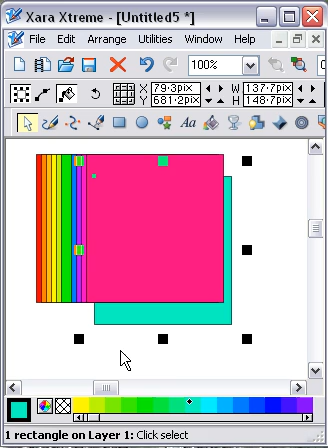 Xara Xtreme - [Untitled5 *]
File Edit Arrange Utilities Window Help
100%
X 79·3pix W 137·7pix
Y 681·2pix H 148·7pix
Aa
1 rectangle on Layer 1: Click select